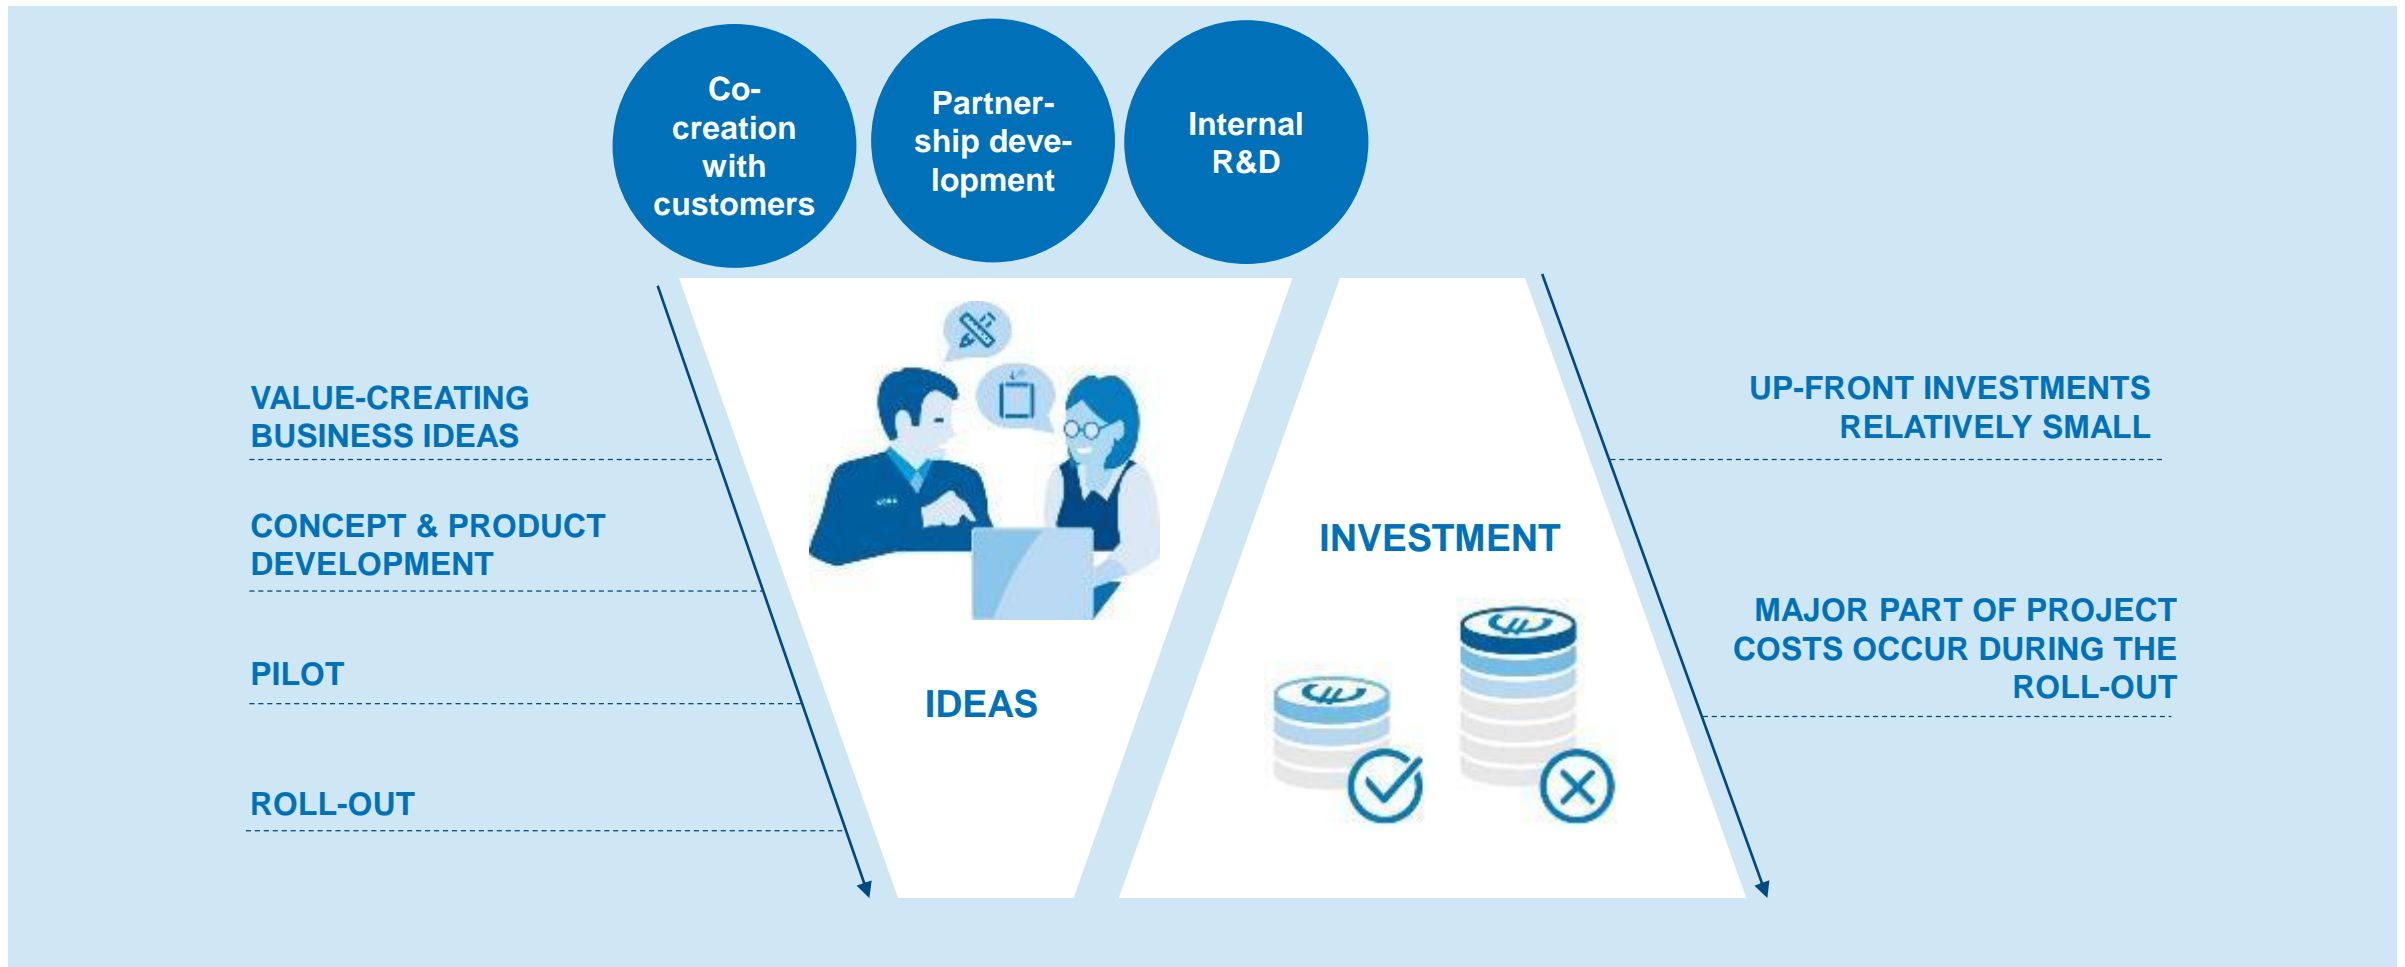 Co-
creation
with
customers
Partner-
ship deve-
lopment
Internal
R&D
VALUE-CREATING
BUSINESS IDEAS
CONCEPT & PRODUCT
DEVELOPMENT
PILOT
ROLL-OUT
IDEAS
INVESTMENT
UP-FRONT INVESTMENTS
RELATIVELY SMALL
MAJOR PART OF PROJECT
COSTS OCCUR DURING THE
ROLL-OUT